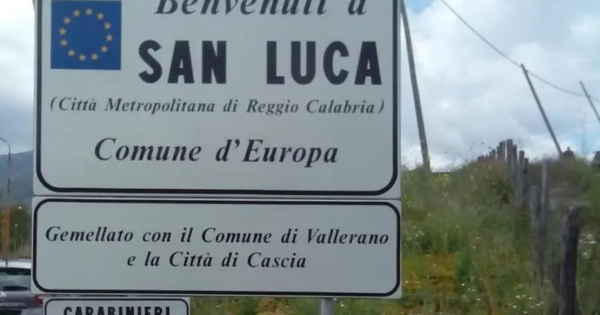 Benvenuti a
SAN LUCA
(Città Metropolitana di Reggio Calabria)
Comune d'Europa
Gemellato con il Comune di Vallerano
e la Città di Cascia
CARABINIERI